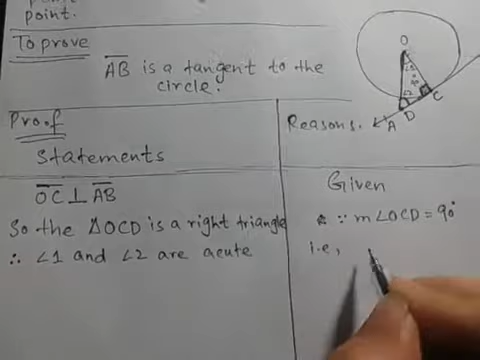 point.
To prove
AB is a tangent to the
circle.
O
A
D
C
Proof
Reasons.
Statements
OC ⊥ AB
Given
So the ΔOCD is a right triangle
∵ m∠OCD = 90°
∴ ∠1 and ∠2 are acute
i.e,